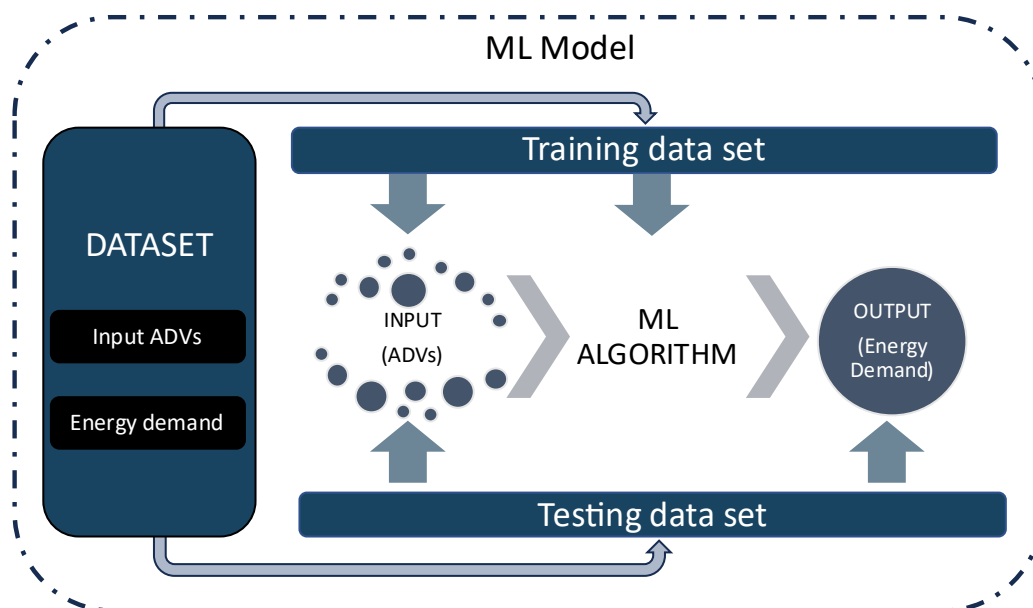 ML Model
Training data set
DATASET
Input ADVs
Energy demand
INPUT
(ADVs)
ML
ALGORITHM
OUTPUT
(Energy
Demand)
Testing data set